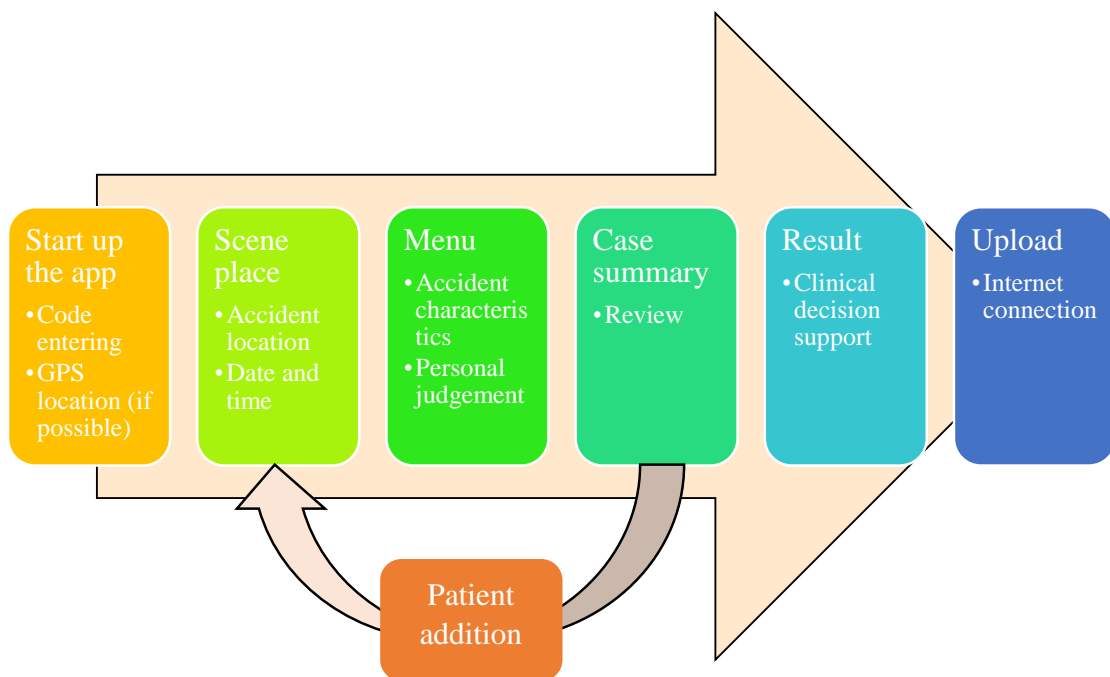 Start up
the app
•Code
entering
•GPS
location (if
possible)
Scene
place
•Accident
location
•Date and
time
Menu
•Accident
characteris
tics
•Personal
judgement
Case
summary
•Review
Result
•Clinical
decision
support
Upload
•Internet
connection
Patient
addition